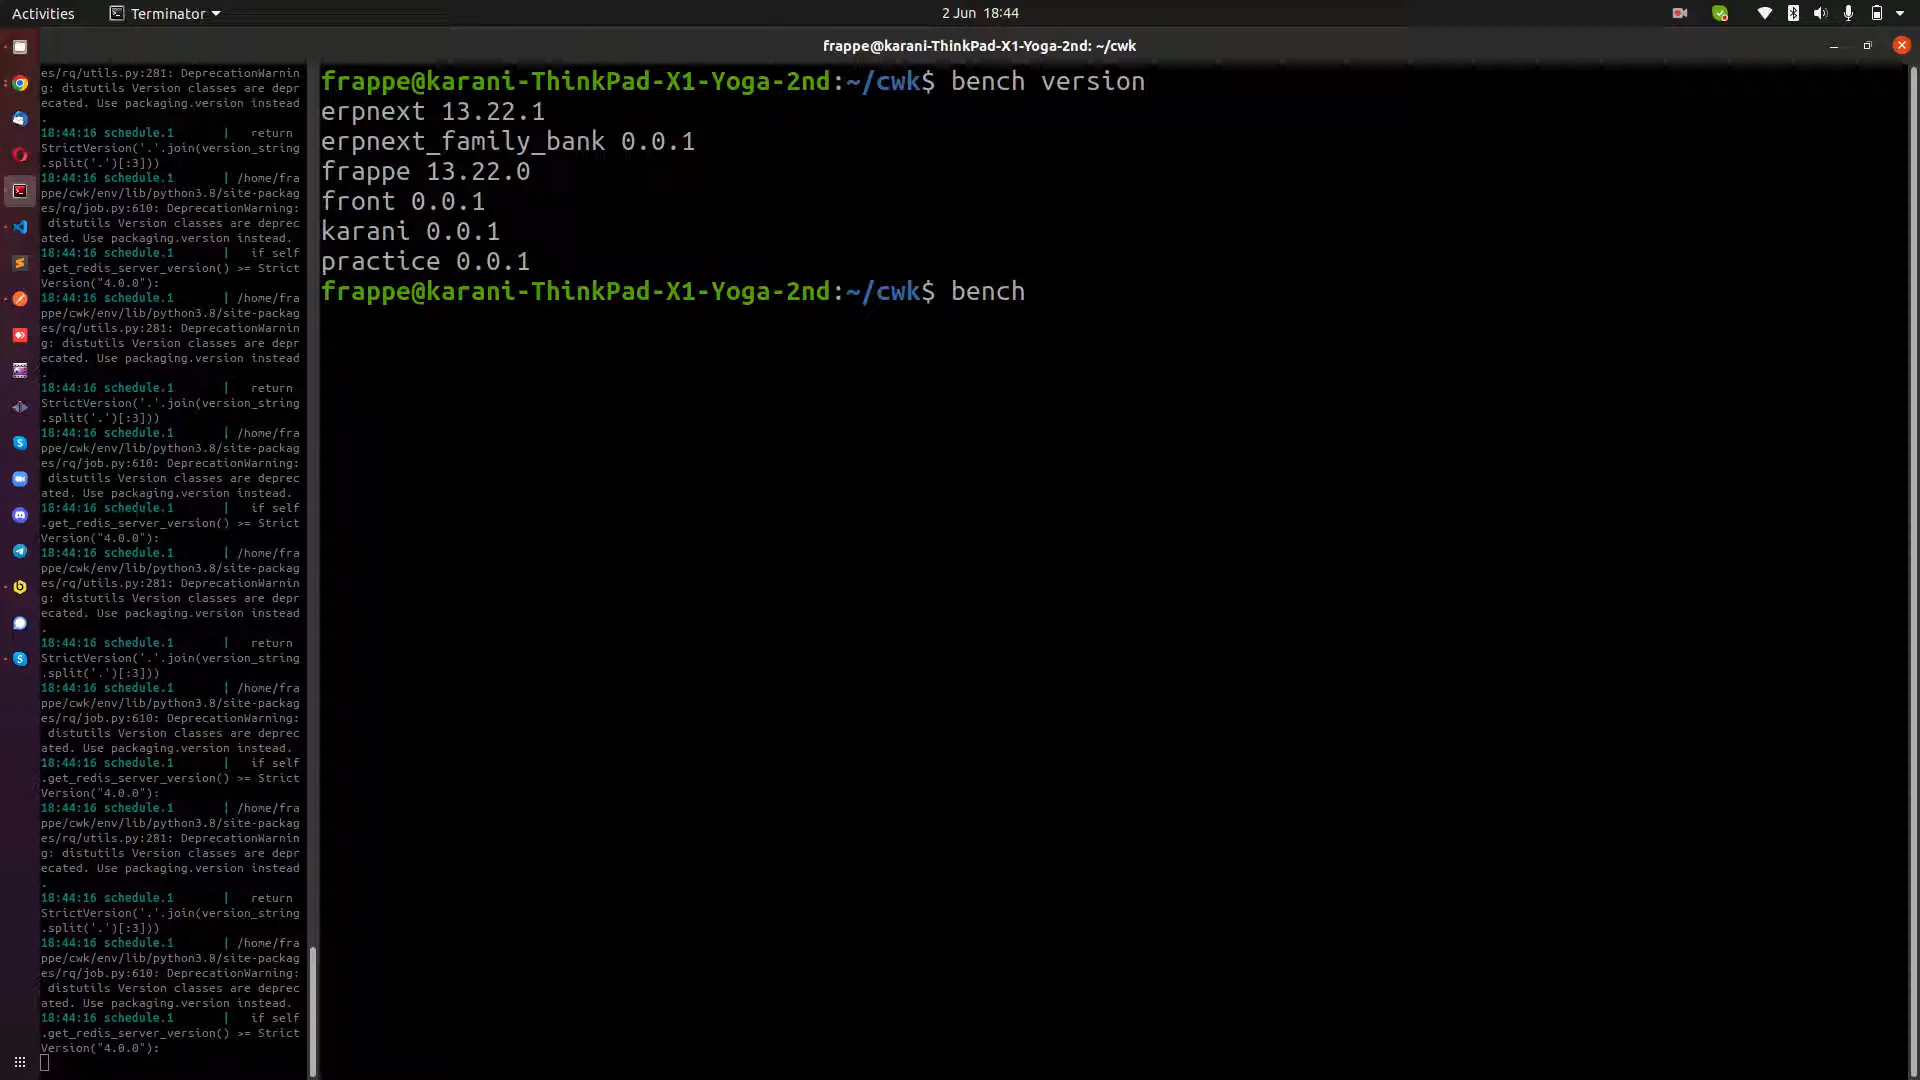 Activities
Terminator
2 Jun 18:44
frappe@karani-ThinkPad-X1-Yoga-2nd: ~/cwk
es/rq/utils.py:281: DeprecationWarnin
g: distutils Version classes are depr
ecated. Use packaging.version instead
.
18:44:16 schedule.1 | return
StrictVersion('.'.join(version_string
.split('.')[:3]))
18:44:16 schedule.1 | /home/fra
ppe/cwk/env/lib/python3.8/site-packag
es/rq/job.py:610: DeprecationWarning:
distutils Version classes are deprec
ated. Use packaging.version instead.
18:44:16 schedule.1 | if self
.get_redis_server_version() >= Strict
Version("4.0.0"):
18:44:16 schedule.1 | /home/fra
ppe/cwk/env/lib/python3.8/site-packag
es/rq/utils.py:281: DeprecationWarnin
g: distutils Version classes are depr
ecated. Use packaging.version instead
.
18:44:16 schedule.1 | return
StrictVersion('.'.join(version_string
.split('.')[:3]))
18:44:16 schedule.1 | /home/fra
ppe/cwk/env/lib/python3.8/site-packag
es/rq/job.py:610: DeprecationWarning:
distutils Version classes are deprec
ated. Use packaging.version instead.
18:44:16 schedule.1 | if self
.get_redis_server_version() >= Strict
Version("4.0.0"):
18:44:16 schedule.1 | /home/fra
ppe/cwk/env/lib/python3.8/site-packag
es/rq/utils.py:281: DeprecationWarnin
g: distutils Version classes are depr
ecated. Use packaging.version instead
.
18:44:16 schedule.1 | return
StrictVersion('.'.join(version_string
.split('.')[:3]))
18:44:16 schedule.1 | /home/fra
ppe/cwk/env/lib/python3.8/site-packag
es/rq/job.py:610: DeprecationWarning:
distutils Version classes are deprec
ated. Use packaging.version instead.
18:44:16 schedule.1 | if self
.get_redis_server_version() >= Strict
Version("4.0.0"):
18:44:16 schedule.1 | /home/fra
ppe/cwk/env/lib/python3.8/site-packag
es/rq/utils.py:281: DeprecationWarnin
g: distutils Version classes are depr
ecated. Use packaging.version instead
.
18:44:16 schedule.1 | return
StrictVersion('.'.join(version_string
.split('.')[:3]))
18:44:16 schedule.1 | /home/fra
ppe/cwk/env/lib/python3.8/site-packag
es/rq/job.py:610: DeprecationWarning:
distutils Version classes are deprec
ated. Use packaging.version instead.
18:44:16 schedule.1 | if self
.get_redis_server_version() >= Strict
Version("4.0.0"):
frappe@karani-ThinkPad-X1-Yoga-2nd:~/cwk$ bench version
erpnext 13.22.1
erpnext_family_bank 0.0.1
frappe 13.22.0
front 0.0.1
karani 0.0.1
practice 0.0.1
frappe@karani-ThinkPad-X1-Yoga-2nd:~/cwk$ bench